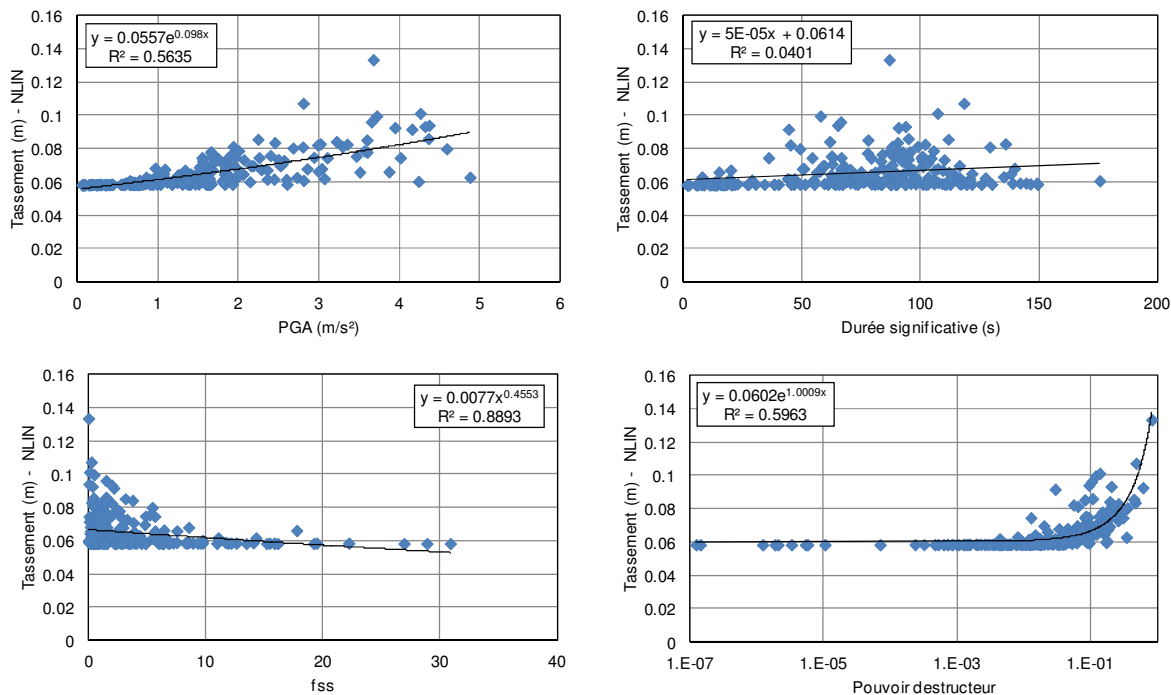 0.16
0.14
0.12
0.1
0.08
0.06
0.04
0.02
0
Tassement (m) - NLIN
y = 0.0557e^0.098x
R² = 0.5635
0 1 2 3 4 5 6
PGA (m/s²)
0.16
0.14
0.12
0.1
0.08
0.06
0.04
0.02
0
Tassement (m) - NLIN
y = 5E-05x + 0.0614
R² = 0.0401
0 50 100 150 200
Durée significative (s)
0.16
0.14
0.12
0.1
0.08
0.06
0.04
0.02
0
Tassement (m) - NLIN
y = 0.0077x^0.4553
R² = 0.8893
0 10 20 30 40
fss
0.16
0.14
0.12
0.1
0.08
0.06
0.04
0.02
0
Tassement (m) - NLIN
y = 0.0602e^1.0009x
R² = 0.5963
1.E-07 1.E-05 1.E-03 1.E-01
Pouvoir destructeur